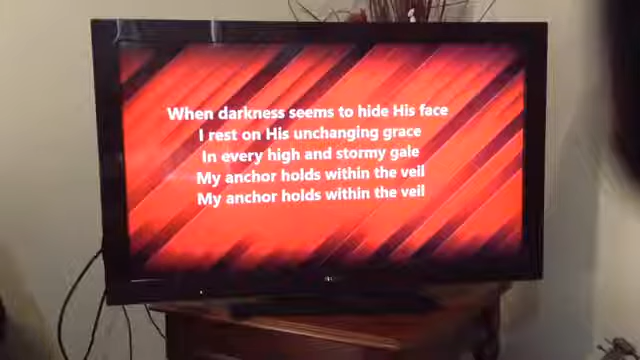 When darkness seems to hide His face
I rest on His unchanging grace
In every high and stormy gale
My anchor holds within the veil
My anchor holds within the veil